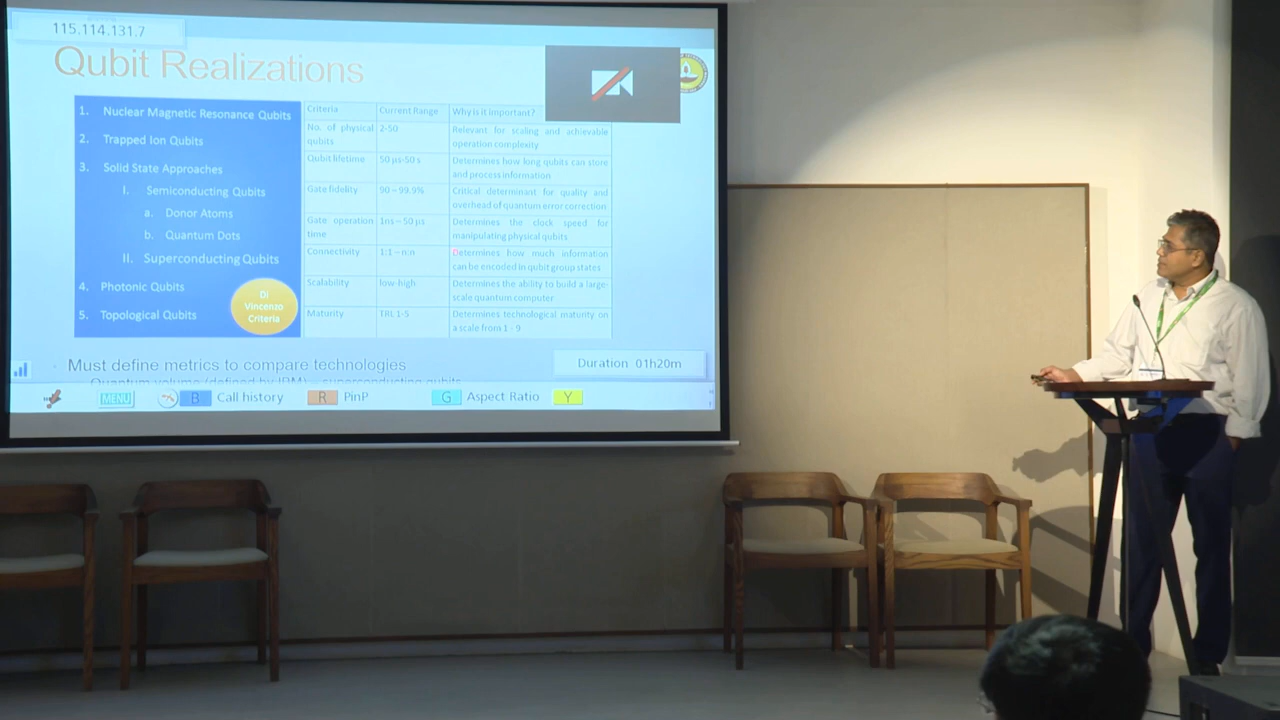 115.114.131.7
Qubit Realizations
1. Nuclear Magnetic Resonance Qubits
2. Trapped Ion Qubits
3. Solid State Approaches
I. Semiconducting Qubits
a. Donor Atoms
b. Quantum Dots
II. Superconducting Qubits
4. Photonic Qubits
5. Topological Qubits
Di
Vincenzo
Criteria
Criteria Current Range Why is it important?
No. of physical qubits 2-50 Relevant for scaling and achievable
operation complexity
Qubit lifetime 50 µs-50 s Determines how long qubits can store
and process information
Gate fidelity 90 – 99.9% Critical determinant for quality and
overhead of quantum error correction
Gate operation time 1ns – 50 µs Determines the clock speed for
manipulating physical qubits
Connectivity 1:1 – n:n Determines how much information
can be encoded in qubit group states
Scalability low-high Determines the ability to build a large-
scale quantum computer
Maturity TRL 1-5 Determines technological maturity on
a scale from 1 - 9
Must define metrics to compare technologies
Quantum volume (defined by IBM) – superconducting qubits
Duration 01h20m
MENU B Call history R PinP G Aspect Ratio Y